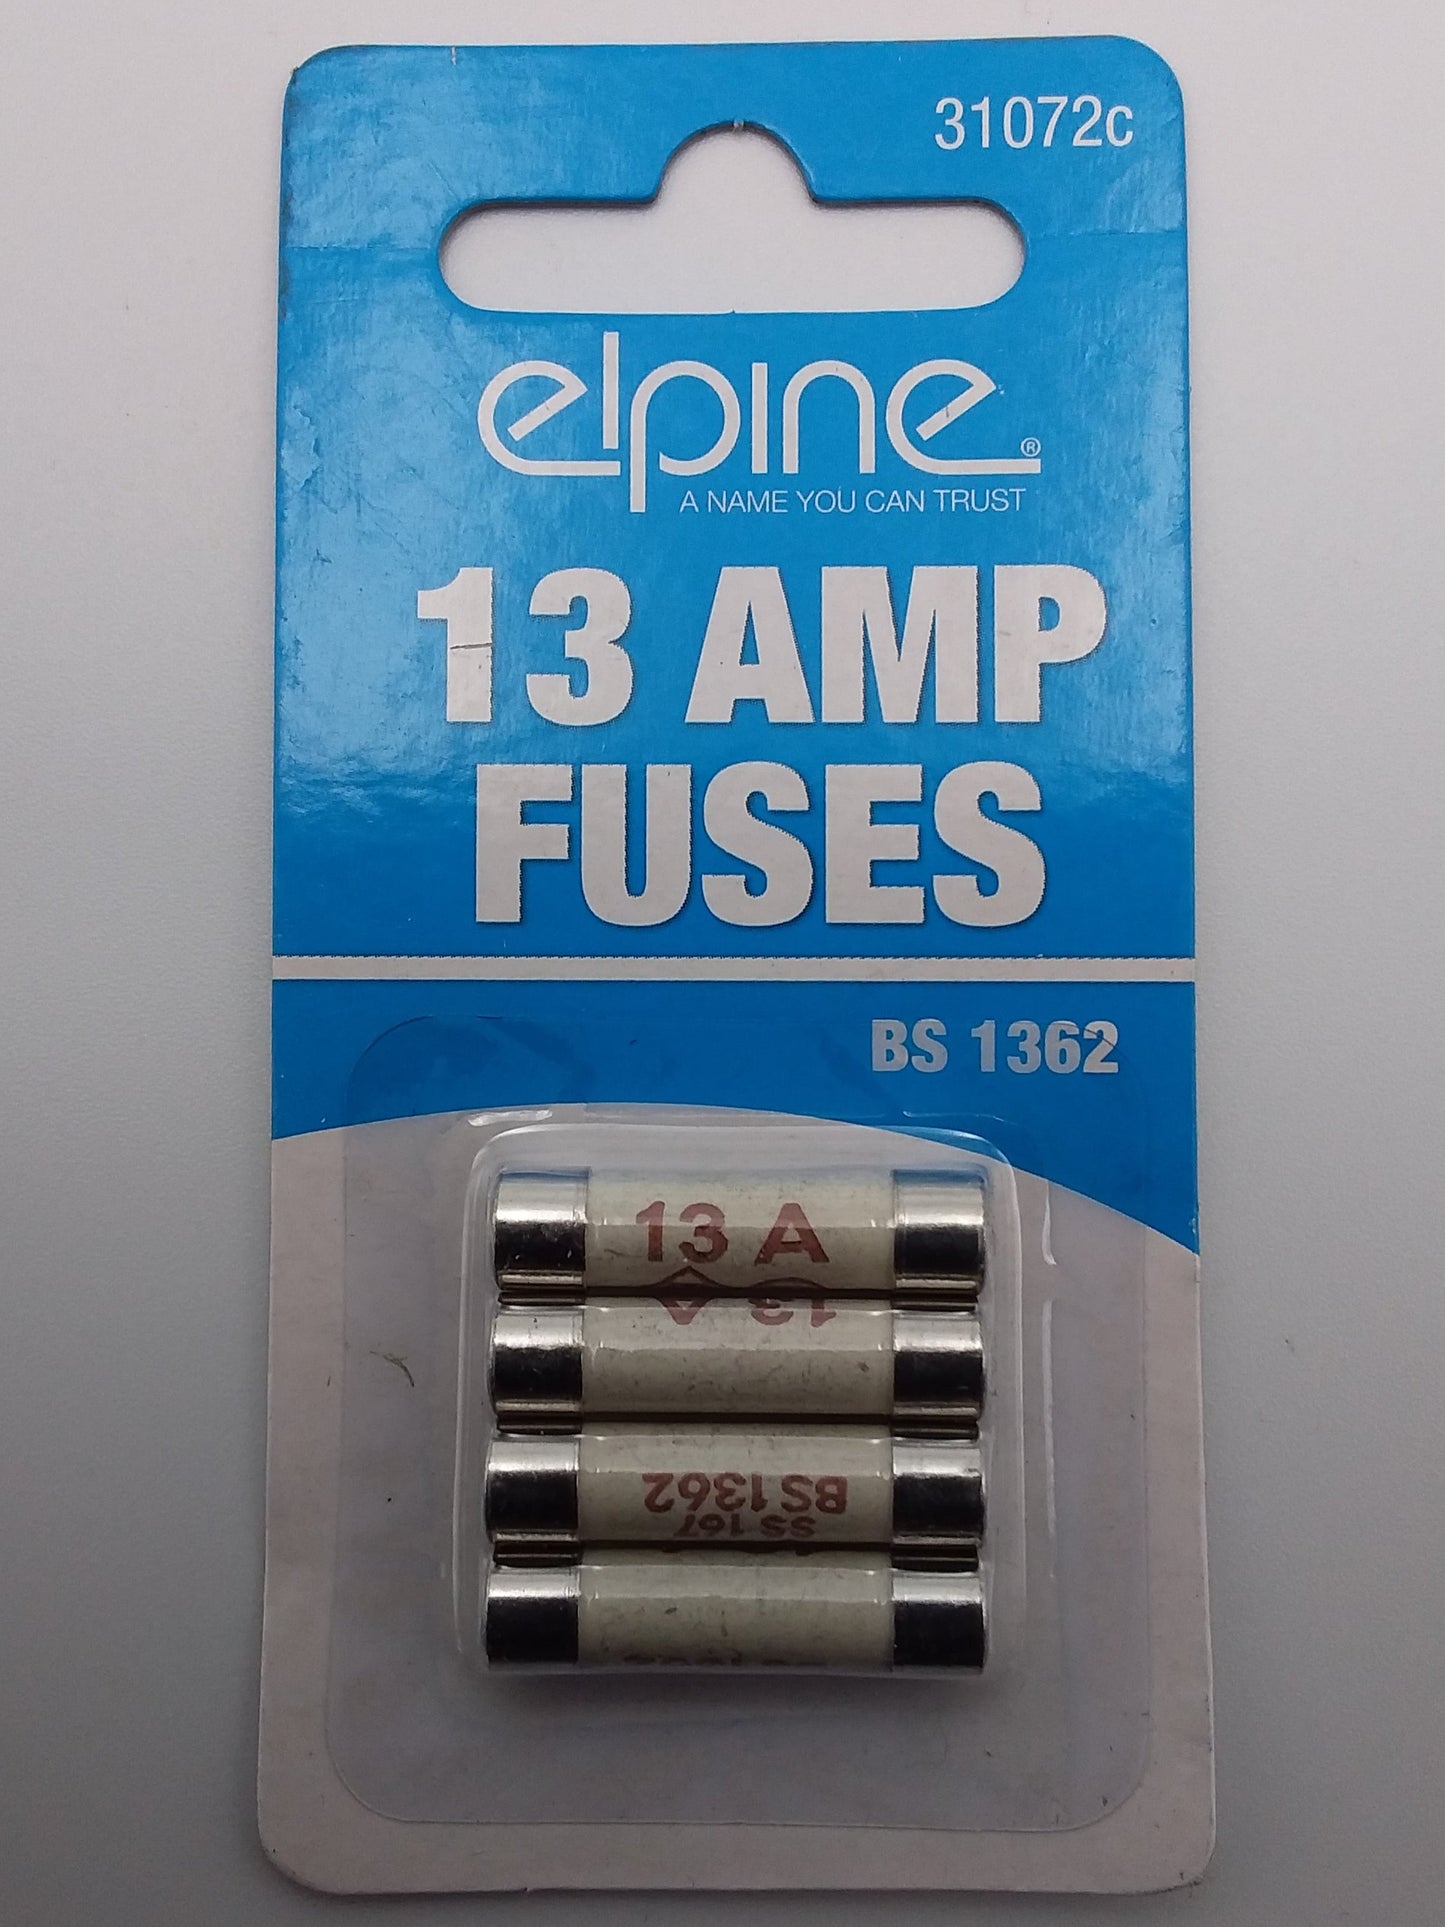 31072c
elpine®
A NAME YOU CAN TRUST
13 AMP
FUSES
BS 1362
13 A
13 A
BS 1362
SS 167